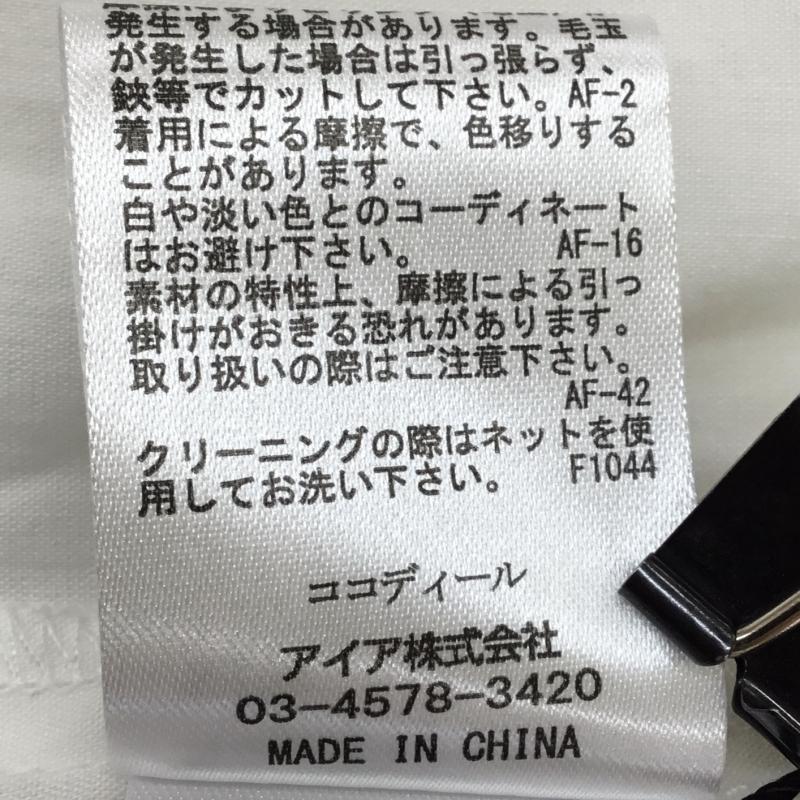 発生する場合があります。毛玉
が発生した場合は引っ張らず、
鋏等でカットして下さい。AF-2
着用による摩擦で、色移りする
ことがあります。
白や淡い色とのコーディネート
はお避け下さい。 AF-16
素材の特性上、摩擦による引っ
掛けがおきる恐れがあります。
取り扱いの際はご注意下さい。
AF-42
クリーニングの際はネットを使
用してお洗い下さい。 F1044
ココディール
アイア株式会社
03-4578-3420
MADE IN CHINA